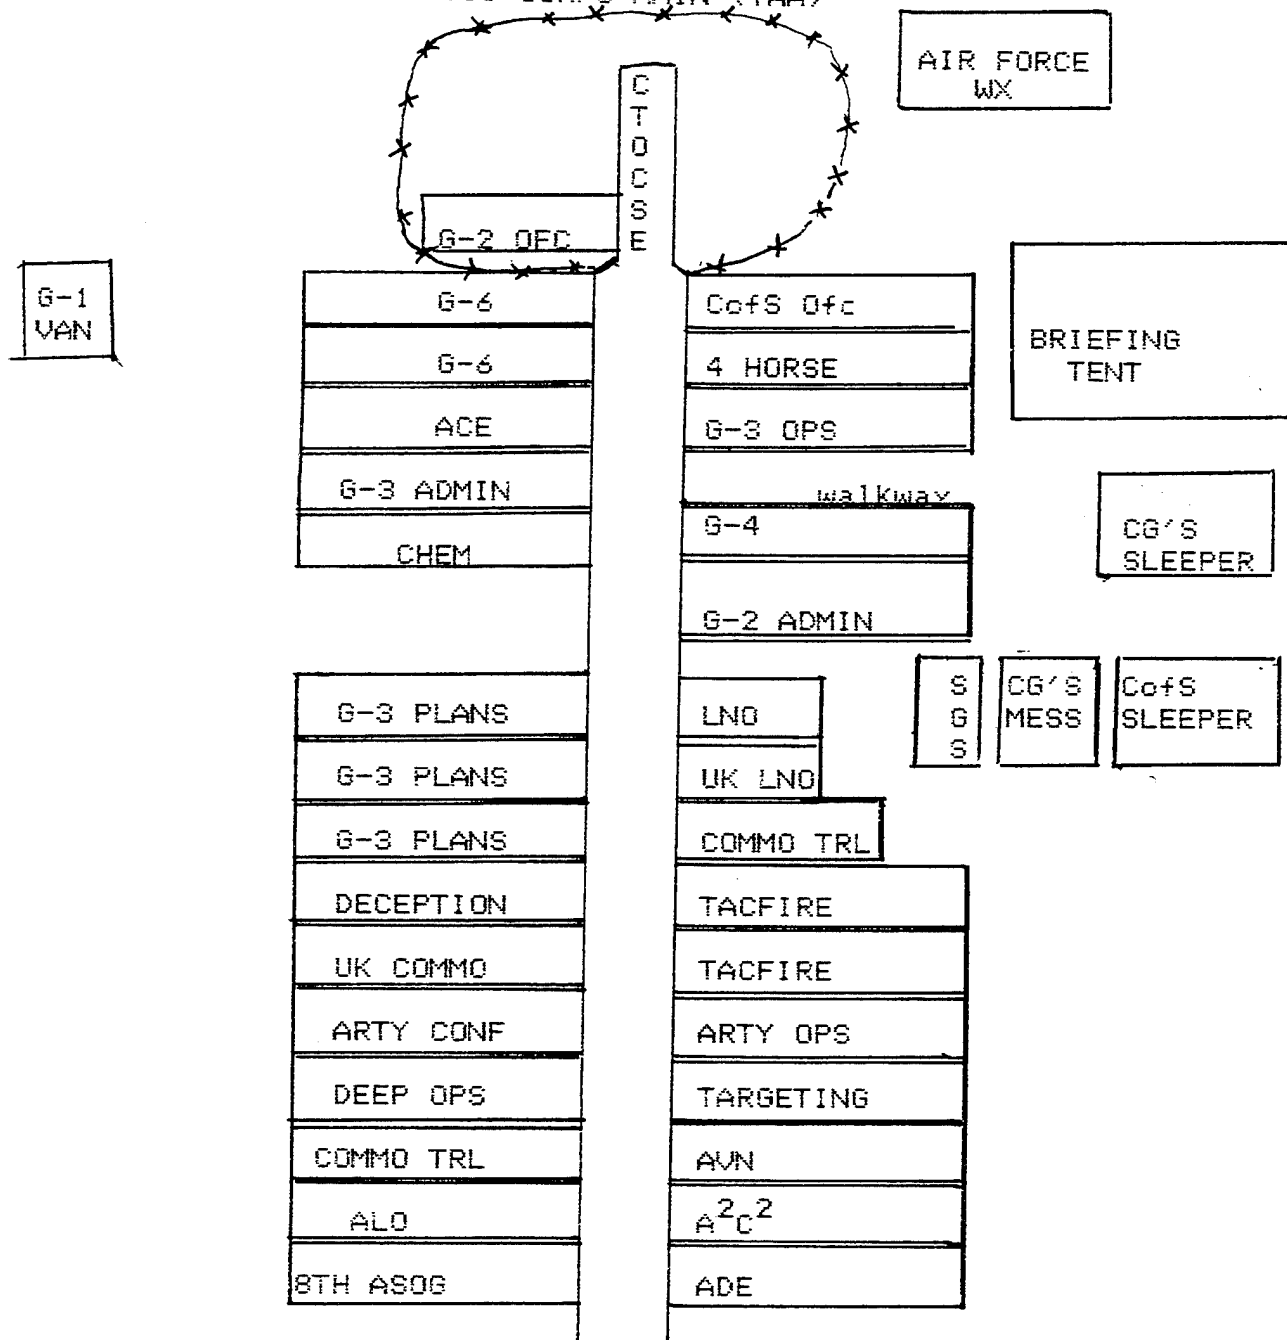 MAIN (TAA)
AIR FORCE
WX
C
T
O
C
S
E
G-2 OFC
G-1
VAN
G-6
CofS Ofc
G-6
4 HORSE
BRIEFING
TENT
ACE
G-3 OPS
G-3 ADMIN
walkway
CHEM
G-4
CG'S
SLEEPER
G-2 ADMIN
G-3 PLANS
LNO
S
G
S
CG'S
MESS
CofS
SLEEPER
G-3 PLANS
UK LNO
G-3 PLANS
COMMO TRL
DECEPTION
TACFIRE
UK COMMO
TACFIRE
ARTY CONF
ARTY OPS
DEEP OPS
TARGETING
COMMO TRL
AVN
ALO
A²C²
8TH ASOG
ADE